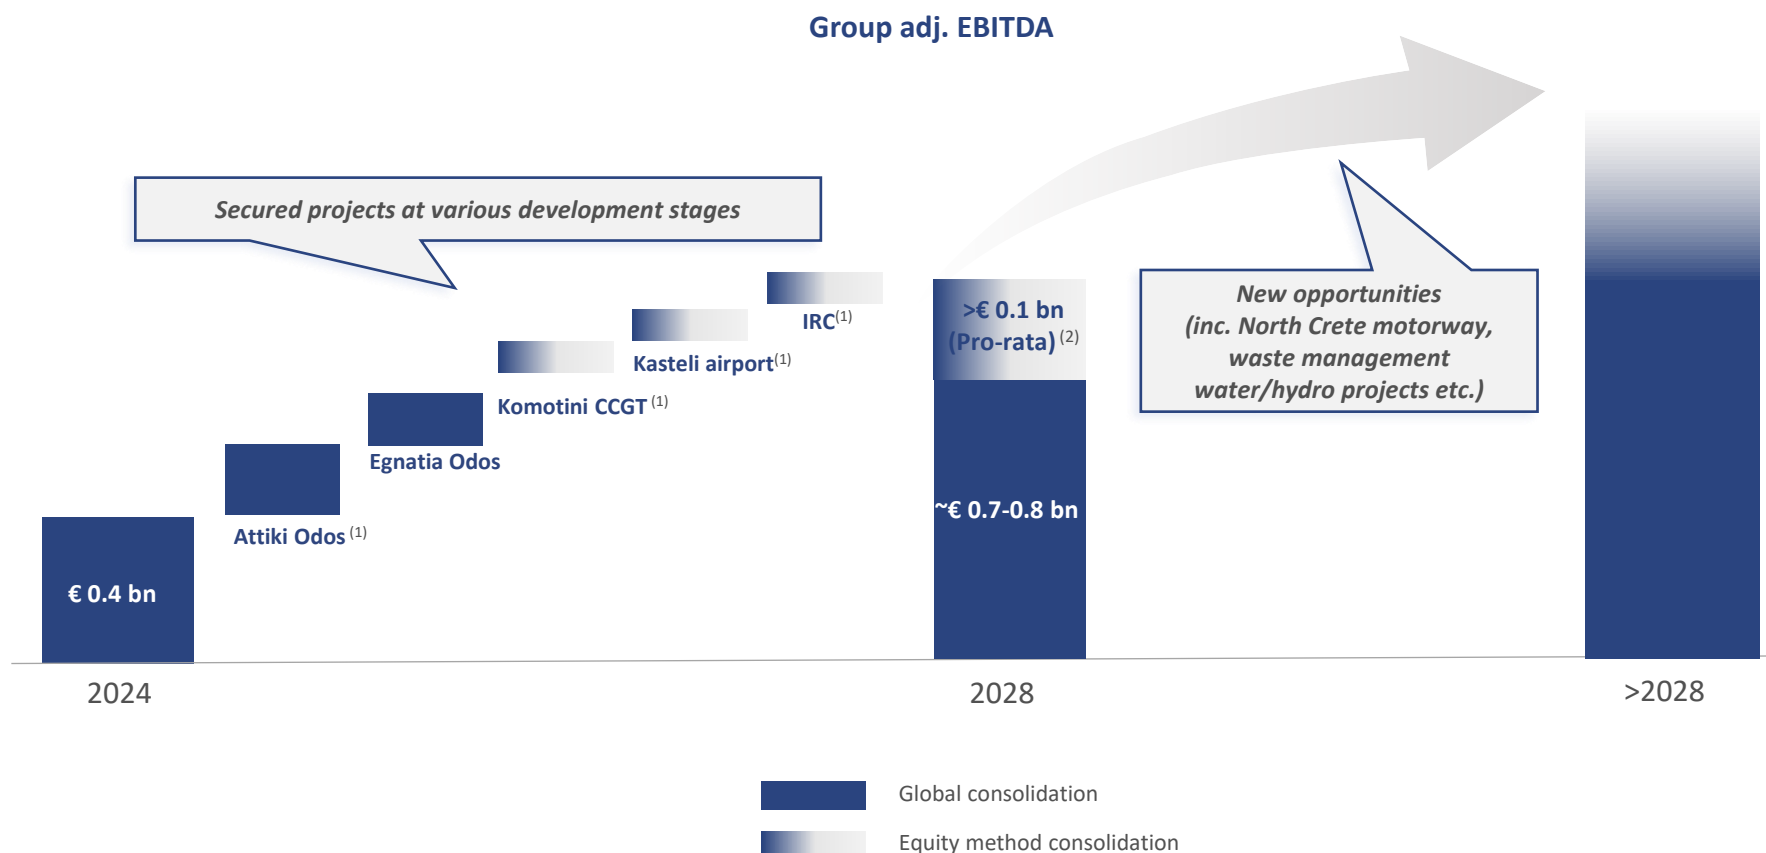 Group adj. EBITDA
Secured projects at various development stages
New opportunities
(inc. North Crete motorway,
waste management
water/hydro projects etc.)
IRC(1)
Kasteli airport(1)
Komotini CCGT (1)
Egnatia Odos
Attiki Odos (1)
>€ 0.1 bn
(Pro-rata) (2)
~€ 0.7-0.8 bn
€ 0.4 bn
2024
2028
>2028
Global consolidation
Equity method consolidation